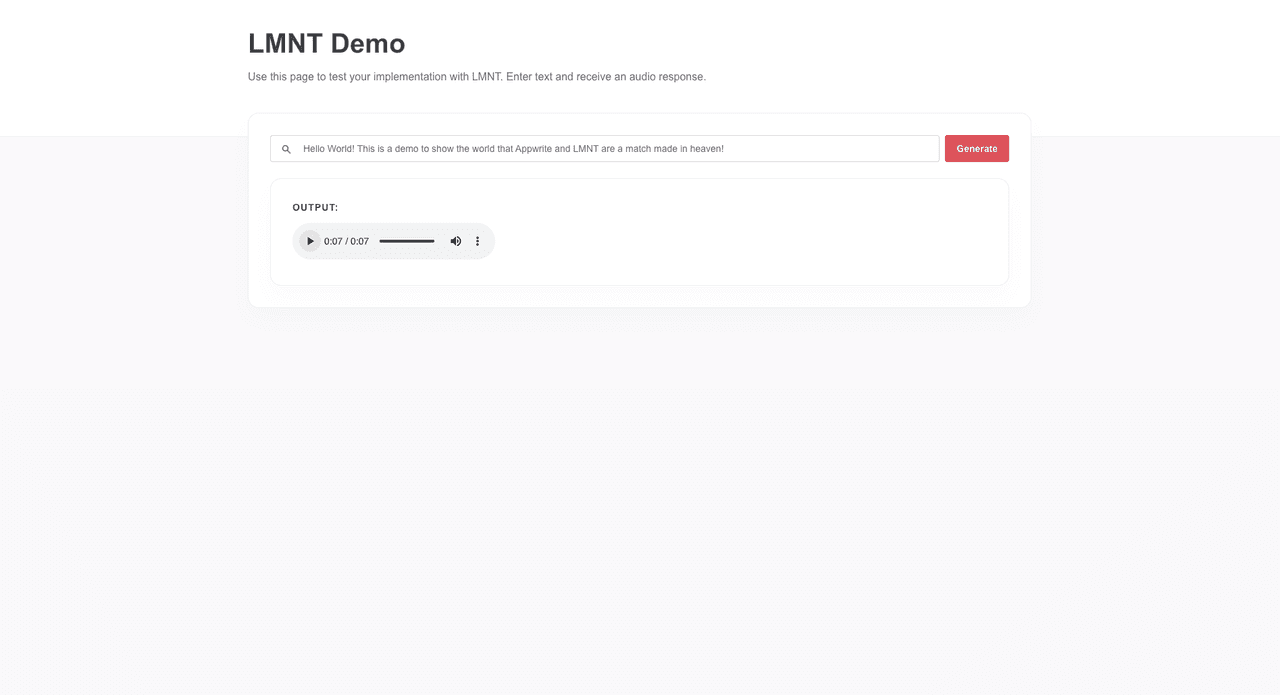 LMNT Demo
Use this page to test your implementation with LMNT. Enter text and receive an audio response.
Hello World! This is a demo to show the world that Appwrite and LMNT are a match made in heaven!
Generate
OUTPUT:
0:07 / 0:07